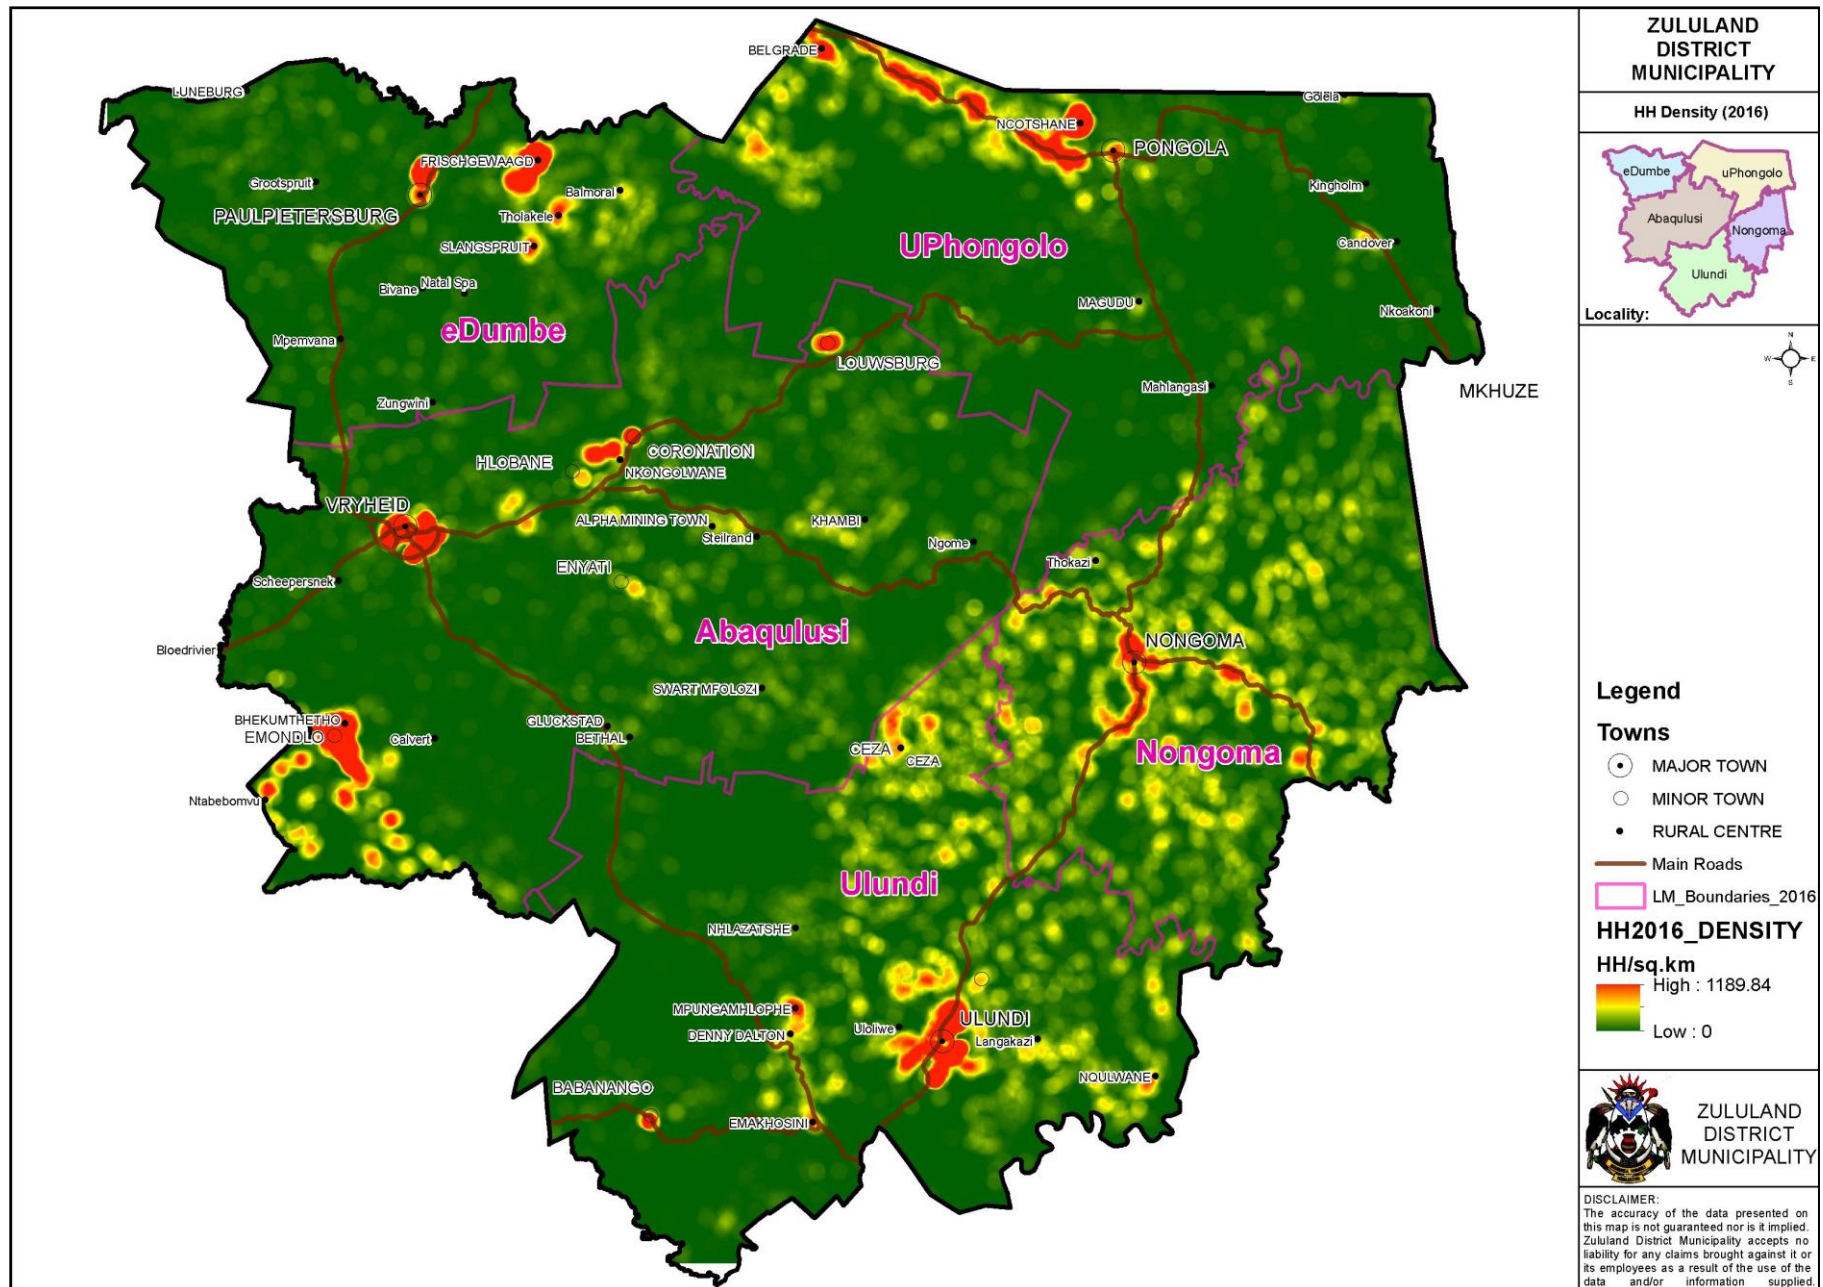 BELGRADE
LUNEBURG
Golela
NCOTSHANE
PONGOLA
FRISCHGEWAAGD
Grootspruit
Balmoral
Kingholm
PAULPIETERSBURG
Tholakele
SLANGSPRUIT
UPhongolo
Candover
Bivane
Natal Spa
MAGUDU
Nkoakoni
eDumbe
Mpemvana
LOUWSBURG
Mahlangasi
MKHUZE
Zungwini
CORONATION
HLOBANE
NKONGOLWANE
VRYHEID
ALPHA MINING TOWN
KHAMBI
Steilrand
Ngome
Thokazi
ENYATI
Scheepersnek
Abaqulusi
NONGOMA
Bloedrivier
SWART MFOLOZI
BHEKUMTHETHO
GLUCKSTAD
EMONDLO
Calvert
BETHAL
CEZA
CEZA
Nongoma
Ntabebomvu
Ulundi
NHLAZATSHE
MPUNGAMHLOPHE
ULUNDI
DENNY DALTON
Uloliwe
Langakazi
BABANANGO
NQULWANE
EMAKHOSINI
ZULULAND
DISTRICT
MUNICIPALITY
HH Density (2016)
eDumbe
uPhongolo
Abaqulusi
Nongoma
Ulundi
Locality:
N
W E
S
Legend
Towns
MAJOR TOWN
MINOR TOWN
RURAL CENTRE
Main Roads
LM_Boundaries_2016
HH2016_DENSITY
HH/sq.km
High : 1189.84
Low : 0
ZULULAND
DISTRICT
MUNICIPALITY
DISCLAIMER:
The accuracy of the data presented on
this map is not guaranteed nor is it implied.
Zululand District Municipality accepts no
liability for any claims brought against it or
its employees as a result of the use of the
data and/or information supplied.